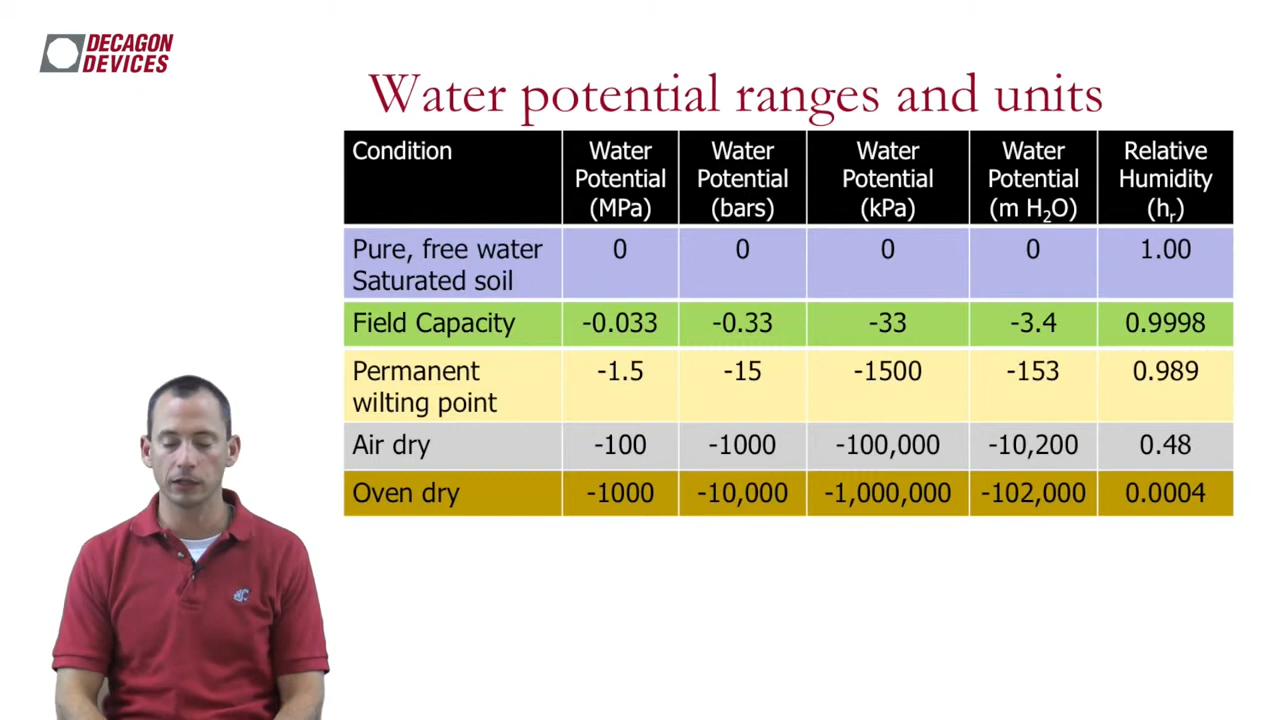 DECAGON
DEVICES
Water potential ranges and units
Condition Water Potential (MPa) Water Potential (bars) Water Potential (kPa) Water Potential (m H₂O) Relative Humidity (hᵣ)
Pure, free water Saturated soil 0 0 0 0 1.00
Field Capacity -0.033 -0.33 -33 -3.4 0.9998
Permanent wilting point -1.5 -15 -1500 -153 0.989
Air dry -100 -1000 -100,000 -10,200 0.48
Oven dry -1000 -10,000 -1,000,000 -102,000 0.0004